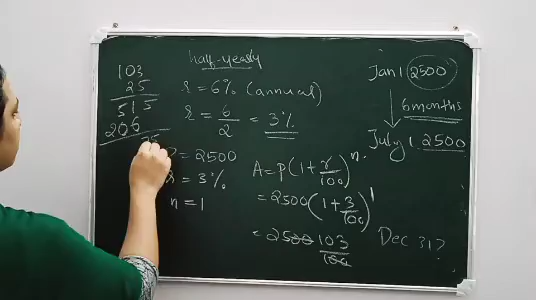 half-yearly
r = 6% (annual)
r = 6/2 = 3%
103
25
515
206
75
P = 2500
r = 3%
n = 1
A = P(1 + r/100)^n
= 2500(1 + 3/100)^1
= 2500 103/100
Jan 1 2500
6 months
July 1 2500
Dec 31?